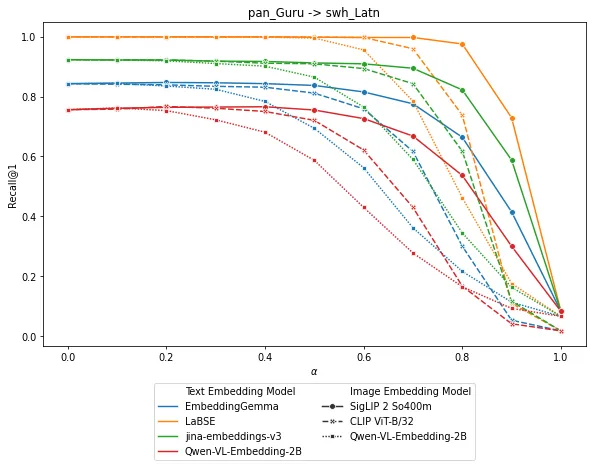 pan_Guru -> swh_Latn
Recall@1
1.0
0.8
0.6
0.4
0.2
0.0
0.0 0.2 0.4 0.6 0.8 1.0
α
Text Embedding Model
EmbeddingGemma
LaBSE
jina-embeddings-v3
Qwen-VL-Embedding-2B
Image Embedding Model
SigLIP 2 So400m
CLIP ViT-B/32
Qwen-VL-Embedding-2B